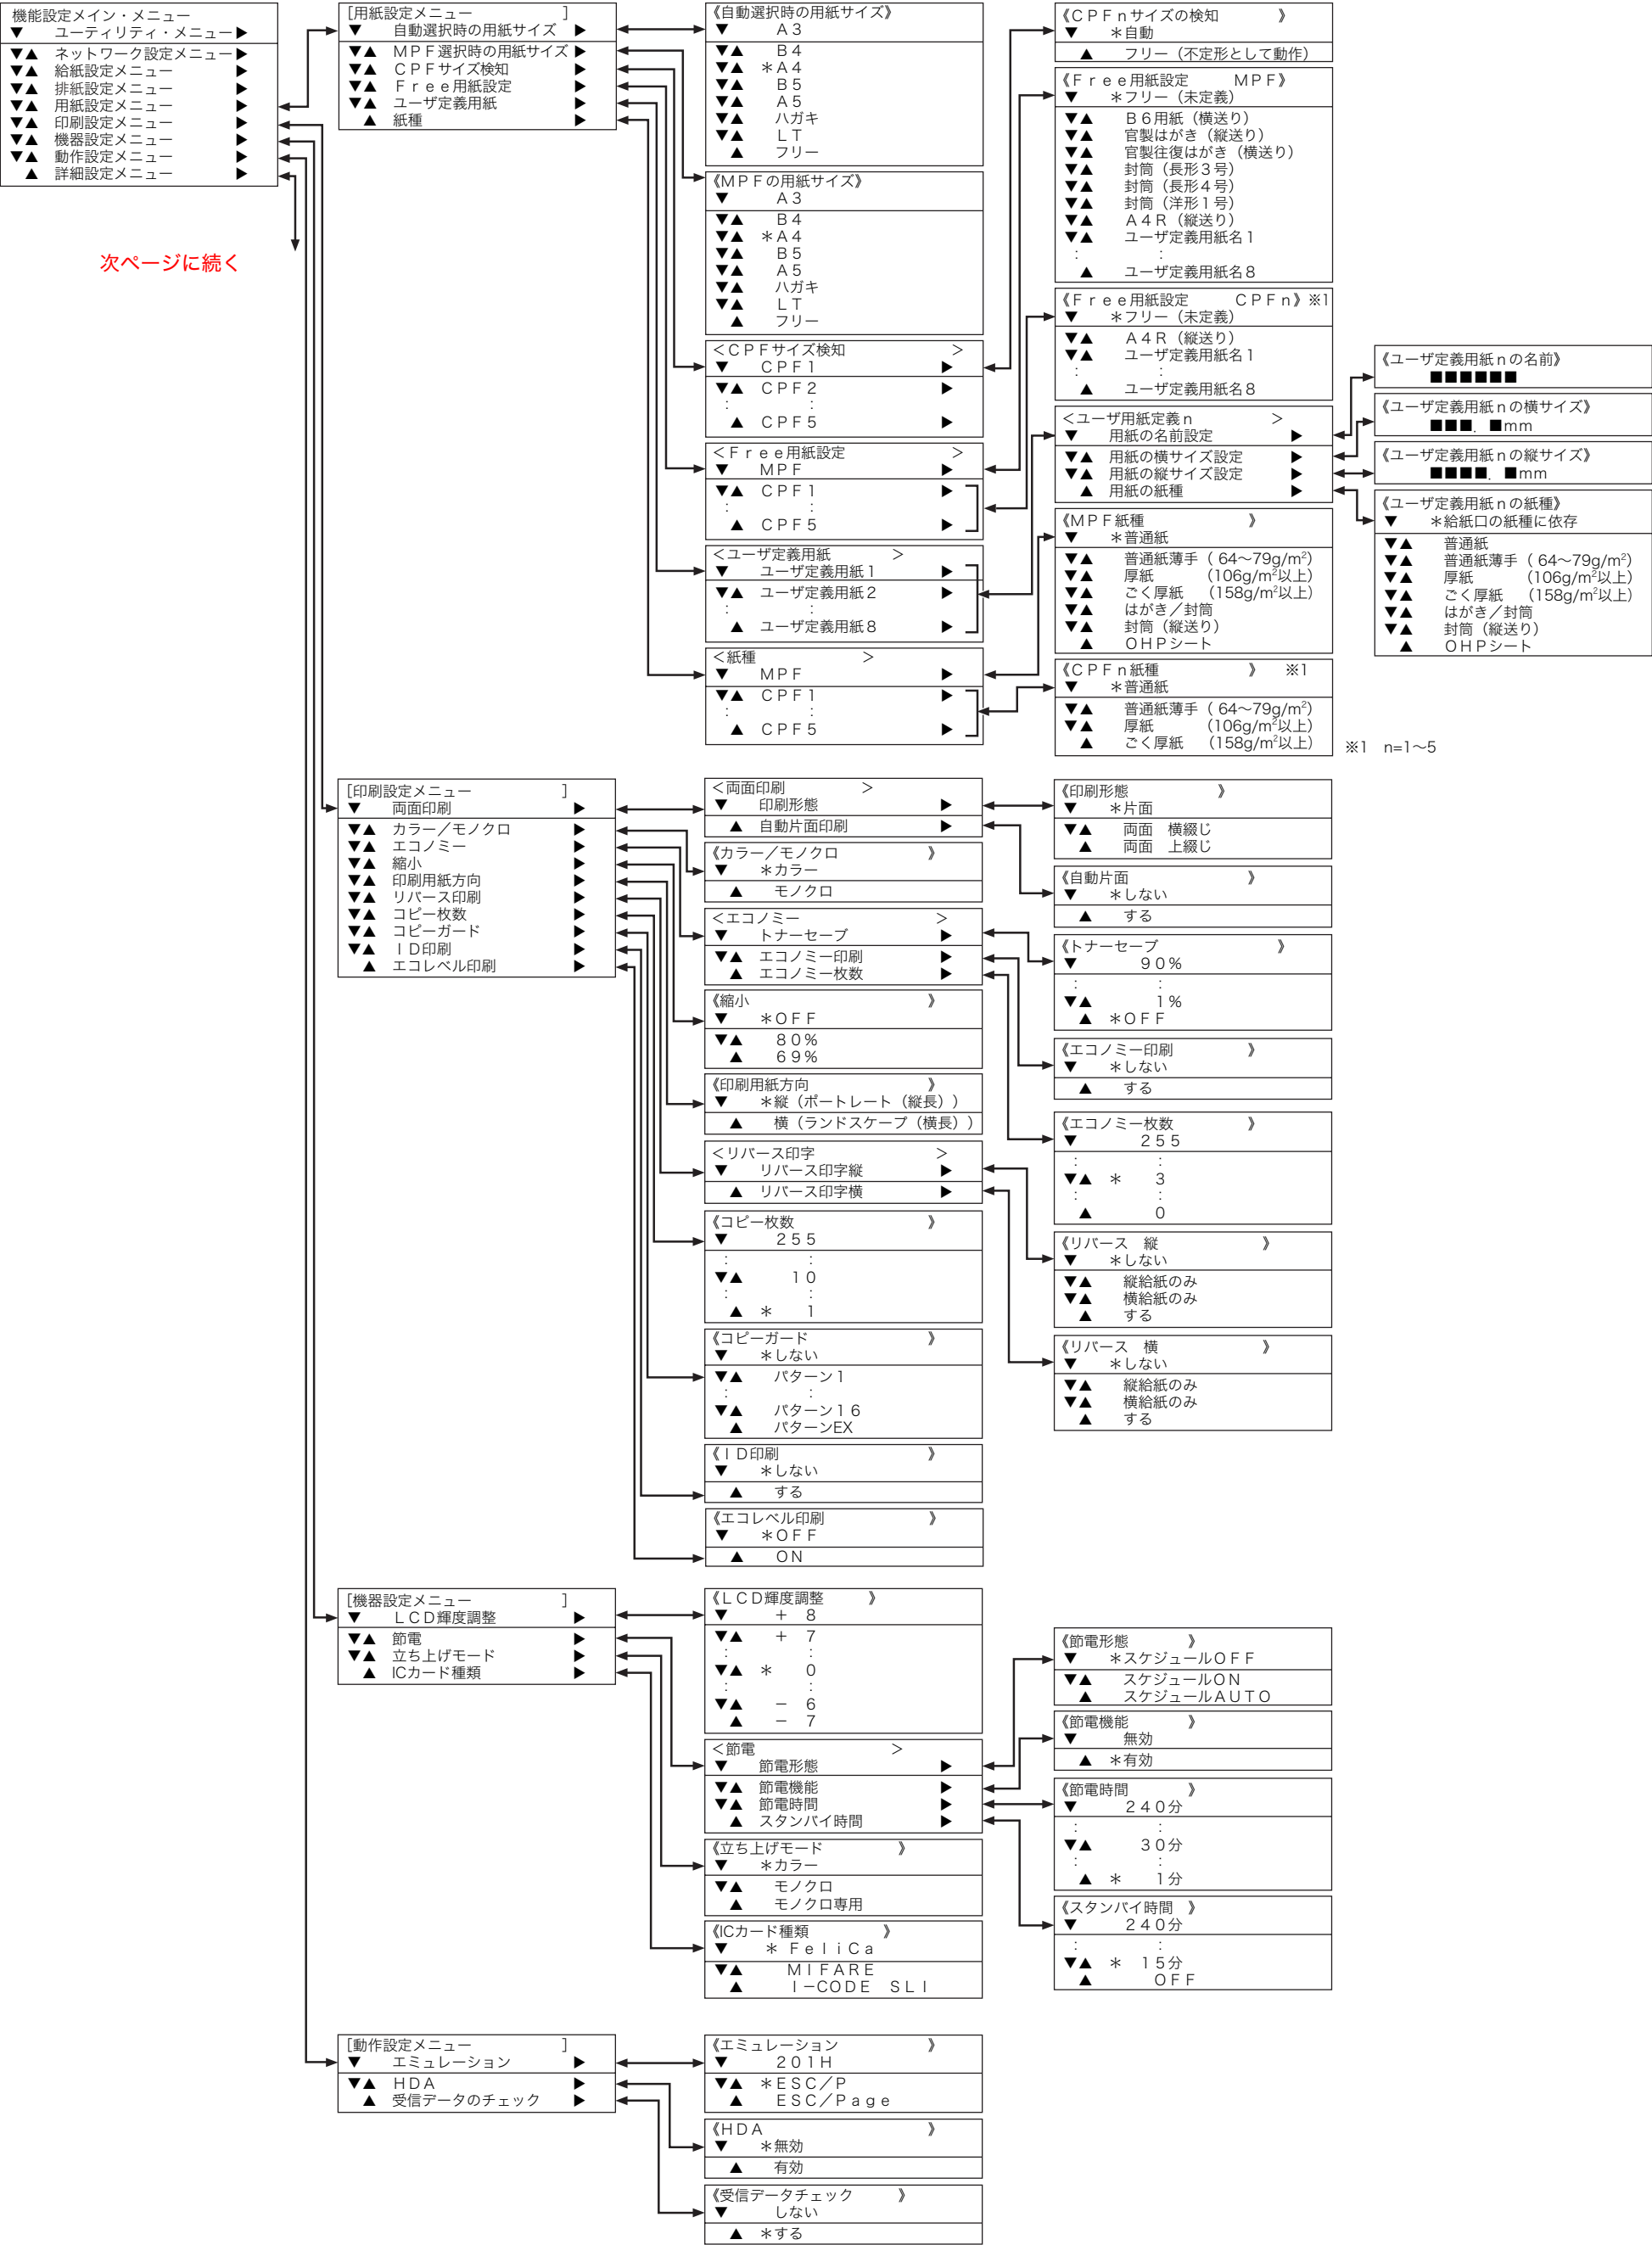 機能設定メイン・メニュー
▼ ユーティリティ・メニュー▶
▼▲ ネットワーク設定メニュー▶
▼▲ 給紙設定メニュー ▶
▼▲ 排紙設定メニュー ▶
▼▲ 用紙設定メニュー ▶
▼▲ 印刷設定メニュー ▶
▼▲ 機器設定メニュー ▶
▼▲ 動作設定メニュー ▶
▲ 詳細設定メニュー ▶
次ページに続く
[用紙設定メニュー ]
▼ 自動選択時の用紙サイズ ▶
▼▲ ＭＰＦ選択時の用紙サイズ ▶
▼▲ ＣＰＦサイズ検知 ▶
▼▲ Ｆｒｅｅ用紙設定 ▶
▼▲ ユーザ定義用紙 ▶
▲ 紙種 ▶
《自動選択時の用紙サイズ》
▼ Ａ３
▼▲ Ｂ４
▼▲ ＊Ａ４
▼▲ Ｂ５
▼▲ Ａ５
▼▲ ハガキ
▼▲ ＬＴ
▲ フリー
《ＭＰＦの用紙サイズ》
▼ Ａ３
▼▲ Ｂ４
▼▲ ＊Ａ４
▼▲ Ｂ５
▼▲ Ａ５
▼▲ ハガキ
▼▲ ＬＴ
▲ フリー
＜ＣＰＦサイズ検知 ＞
▼ ＣＰＦ１ ▶
▼▲ ＣＰＦ２ ▶
: :
▲ ＣＰＦ５ ▶
＜Ｆｒｅｅ用紙設定 ＞
▼ ＭＰＦ ▶
▼▲ ＣＰＦ１ ▶
: :
▲ ＣＰＦ５ ▶
＜ユーザ定義用紙 ＞
▼ ユーザ定義用紙１ ▶
▼▲ ユーザ定義用紙２ ▶
: :
▲ ユーザ定義用紙８ ▶
＜紙種 ＞
▼ ＭＰＦ ▶
▼▲ ＣＰＦ１ ▶
: :
▲ ＣＰＦ５ ▶
《ＣＰＦｎサイズの検知 》
▼ ＊自動
▲ フリー（不定形として動作）
《Ｆｒｅｅ用紙設定 ＭＰＦ》
▼ ＊フリー（未定義）
▼▲ Ｂ６用紙（横送り）
▼▲ 官製はがき（縦送り）
▼▲ 官製往復はがき（横送り）
▼▲ 封筒（長形３号）
▼▲ 封筒（長形４号）
▼▲ 封筒（洋形１号）
▼▲ Ａ４Ｒ（縦送り）
▼▲ ユーザ定義用紙名１
: :
▲ ユーザ定義用紙名８
《Ｆｒｅｅ用紙設定 ＣＰＦｎ》※1
▼ ＊フリー（未定義）
▼▲ Ａ４Ｒ（縦送り）
▼▲ ユーザ定義用紙名１
: :
▲ ユーザ定義用紙名８
＜ユーザ用紙定義ｎ ＞
▼ 用紙の名前設定 ▶
▼▲ 用紙の横サイズ設定 ▶
▼▲ 用紙の縦サイズ設定 ▶
▲ 用紙の紙種 ▶
《ＭＰＦ紙種 》
▼ ＊普通紙
▼▲ 普通紙薄手（ 64〜79g/m²）
▼▲ 厚紙 （106g/m²以上）
▼▲ ごく厚紙 （158g/m²以上）
▼▲ はがき／封筒
▼▲ 封筒（縦送り）
▲ ＯＨＰシート
《ＣＰＦｎ紙種 》 ※1
▼ ＊普通紙
▼▲ 普通紙薄手（ 64〜79g/m²）
▼▲ 厚紙 （106g/m²以上）
▲ ごく厚紙 （158g/m²以上）
《ユーザ定義用紙ｎの名前》
■■■■■■
《ユーザ定義用紙ｎの横サイズ》
■■■．■mm
《ユーザ定義用紙ｎの縦サイズ》
■■■■．■mm
《ユーザ定義用紙ｎの紙種》
▼ ＊給紙口の紙種に依存
▼▲ 普通紙
▼▲ 普通紙薄手（ 64〜79g/m²）
▼▲ 厚紙 （106g/m²以上）
▼▲ ごく厚紙 （158g/m²以上）
▼▲ はがき／封筒
▼▲ 封筒（縦送り）
▲ ＯＨＰシート
※1 n=1〜5
[印刷設定メニュー ]
▼ 両面印刷 ▶
▼▲ カラー／モノクロ ▶
▼▲ エコノミー ▶
▼▲ 縮小 ▶
▼▲ 印刷用紙方向 ▶
▼▲ リバース印刷 ▶
▼▲ コピー枚数 ▶
▼▲ コピーガード ▶
▼▲ ＩＤ印刷 ▶
▲ エコレベル印刷 ▶
＜両面印刷 ＞
▼ 印刷形態 ▶
▲ 自動片面印刷 ▶
《カラー／モノクロ 》
▼ ＊カラー
▲ モノクロ
＜エコノミー ＞
▼ トナーセーブ ▶
▼▲ エコノミー印刷 ▶
▲ エコノミー枚数 ▶
《縮小 》
▼ ＊ＯＦＦ
▼▲ ８０％
▲ ６９％
《印刷用紙方向 》
▼ ＊縦（ポートレート（縦長））
▲ 横（ランドスケープ（横長））
＜リバース印字 ＞
▼ リバース印字縦 ▶
▲ リバース印字横 ▶
《コピー枚数 》
▼ ２５５
: :
▼▲ １０
: :
▲ ＊ １
《コピーガード 》
▼ ＊しない
▼▲ パターン１
: :
▼▲ パターン１６
▲ パターンEX
《ＩＤ印刷 》
▼ ＊しない
▲ する
《エコレベル印刷 》
▼ ＊ＯＦＦ
▲ ＯＮ
《印刷形態 》
▼ ＊片面
▼▲ 両面 横綴じ
▲ 両面 上綴じ
《自動片面 》
▼ ＊しない
▲ する
《トナーセーブ 》
▼ ９０％
: :
▼▲ １％
▲ ＊ＯＦＦ
《エコノミー印刷 》
▼ ＊しない
▲ する
《エコノミー枚数 》
▼ ２５５
: :
▼▲ ＊ ３
: :
▲ ０
《リバース 縦 》
▼ ＊しない
▼▲ 縦給紙のみ
▼▲ 横給紙のみ
▲ する
《リバース 横 》
▼ ＊しない
▼▲ 縦給紙のみ
▼▲ 横給紙のみ
▲ する
[機器設定メニュー ]
▼ ＬＣＤ輝度調整 ▶
▼▲ 節電 ▶
▼▲ 立ち上げモード ▶
▲ ICカード種類 ▶
《ＬＣＤ輝度調整 》
▼ ＋ ８
▼▲ ＋ ７
: :
▼▲ ＊ ０
: :
▼▲ − ６
▲ − ７
＜節電 ＞
▼ 節電形態 ▶
▼▲ 節電機能 ▶
▼▲ 節電時間 ▶
▲ スタンバイ時間 ▶
《立ち上げモード 》
▼ ＊カラー
▼▲ モノクロ
▲ モノクロ専用
《ICカード種類 》
▼ ＊ ＦｅｌｉＣａ
▼▲ ＭＩＦＡＲＥ
▲ Ｉ−ＣＯＤＥ ＳＬＩ
《節電形態 》
▼ ＊スケジュールＯＦＦ
▼▲ スケジュールＯＮ
▲ スケジュールＡＵＴＯ
《節電機能 》
▼ 無効
▲ ＊有効
《節電時間 》
▼ ２４０分
: :
▼▲ ３０分
: :
▲ ＊ １分
《スタンバイ時間 》
▼ ２４０分
: :
▼▲ ＊ １５分
▲ ＯＦＦ
[動作設定メニュー ]
▼ エミュレーション ▶
▼▲ ＨＤＡ ▶
▲ 受信データのチェック ▶
《エミュレーション 》
▼ ２０１Ｈ
▼▲ ＊ＥＳＣ／Ｐ
▲ ＥＳＣ／Ｐａｇｅ
《ＨＤＡ 》
▼ ＊無効
▲ 有効
《受信データチェック 》
▼ しない
▲ ＊する